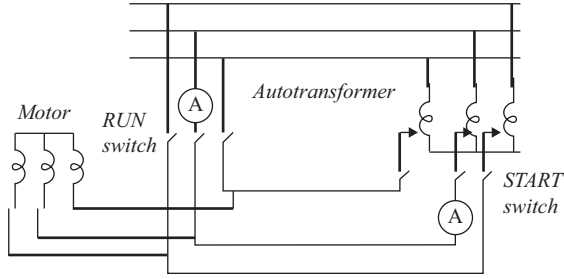 Motor
RUN
switch
A
Autotransformer
START
switch
A